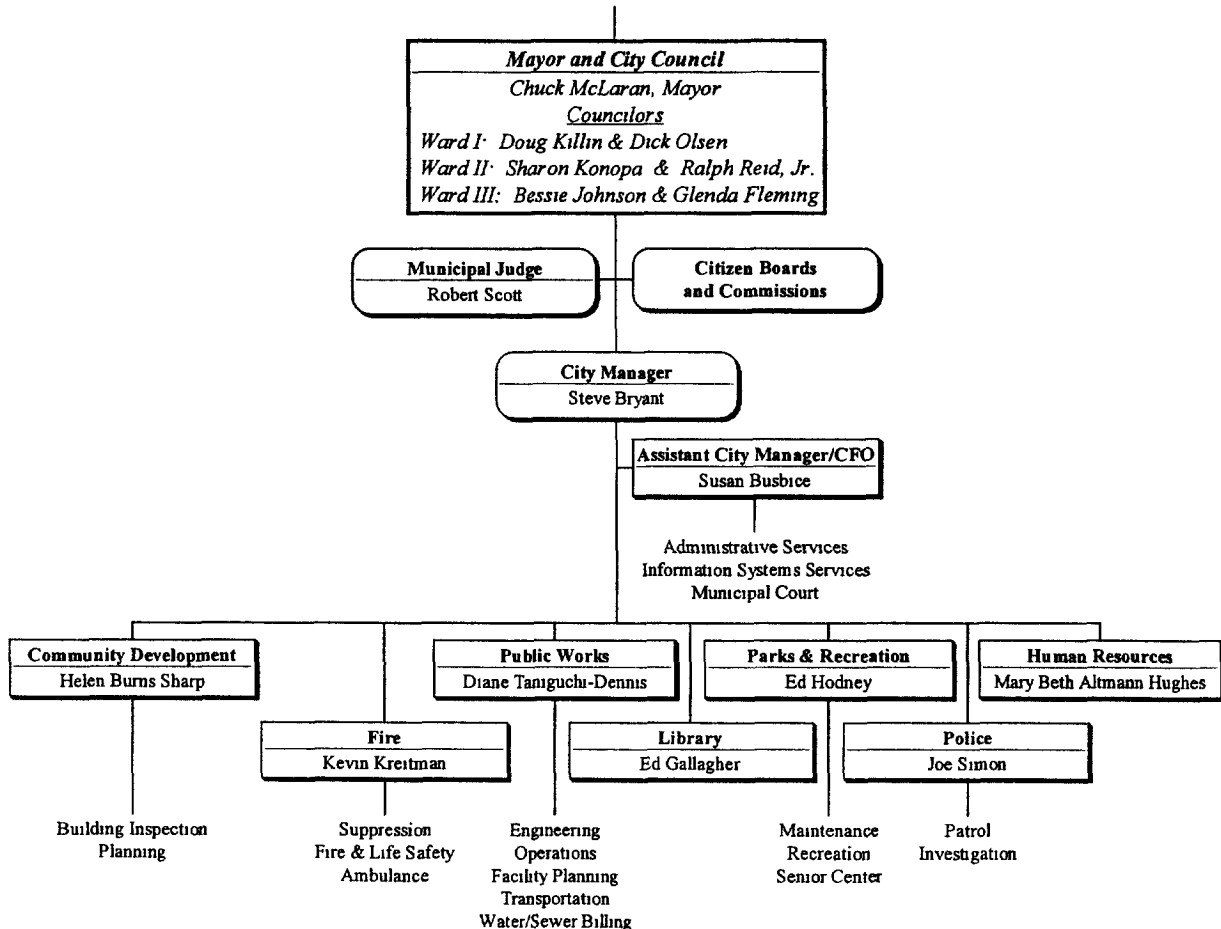 Mayor and City Council
Chuck McLaran, Mayor
Councilors
Ward I: Doug Killin & Dick Olsen
Ward II: Sharon Konopa & Ralph Reid, Jr.
Ward III: Bessie Johnson & Glenda Fleming
Municipal Judge
Robert Scott
Citizen Boards
and Commissions
City Manager
Steve Bryant
Assistant City Manager/CFO
Susan Busbice
Administrative Services
Information Systems Services
Municipal Court
Community Development
Helen Burns Sharp
Public Works
Diane Taniguchi-Dennis
Parks & Recreation
Ed Hodney
Human Resources
Mary Beth Altmann Hughes
Fire
Kevin Kreitman
Library
Ed Gallagher
Police
Joe Simon
Building Inspection
Planning
Suppression
Fire & Life Safety
Ambulance
Engineering
Operations
Facility Planning
Transportation
Water/Sewer Billing
Maintenance
Recreation
Senior Center
Patrol
Investigation